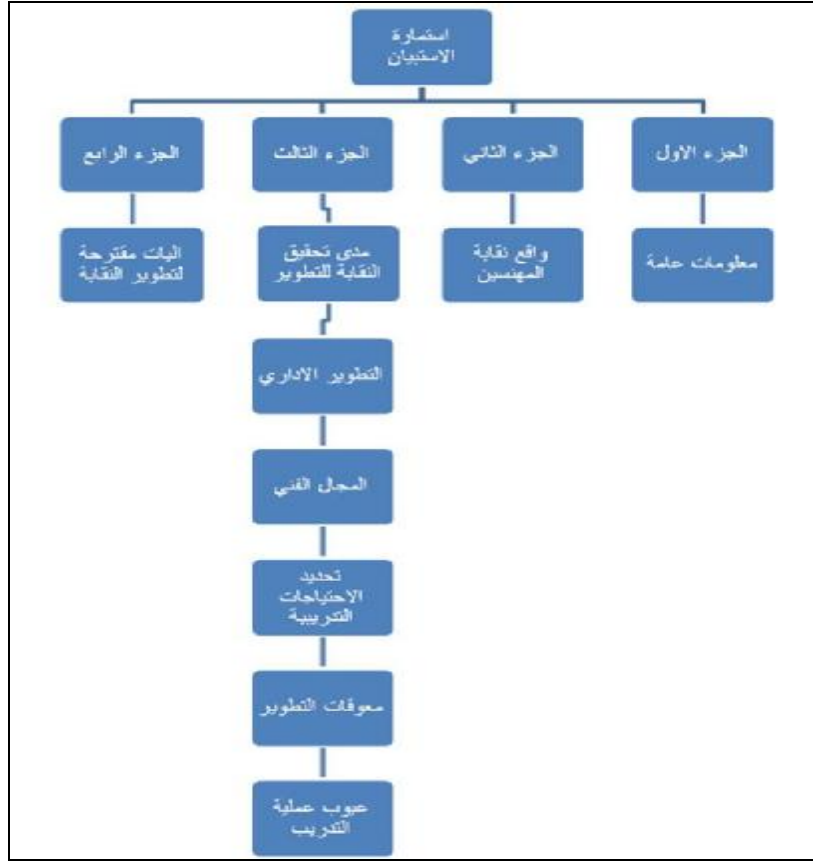 استمارة
الاستبيان
الجزء الاول
الجزء الثاني
الجزء الثالث
الجزء الرابع
معلومات عامة
واقع نقابة
المهنسين
مدى تحقيق
النقابة للتطوير
اليات مقترحة
لتطوير النقابة
التطوير الاداري
المجال الفني
تحديد
الاحتياجات
التدريبية
معوقات التطوير
عيوب عملية
التدريب